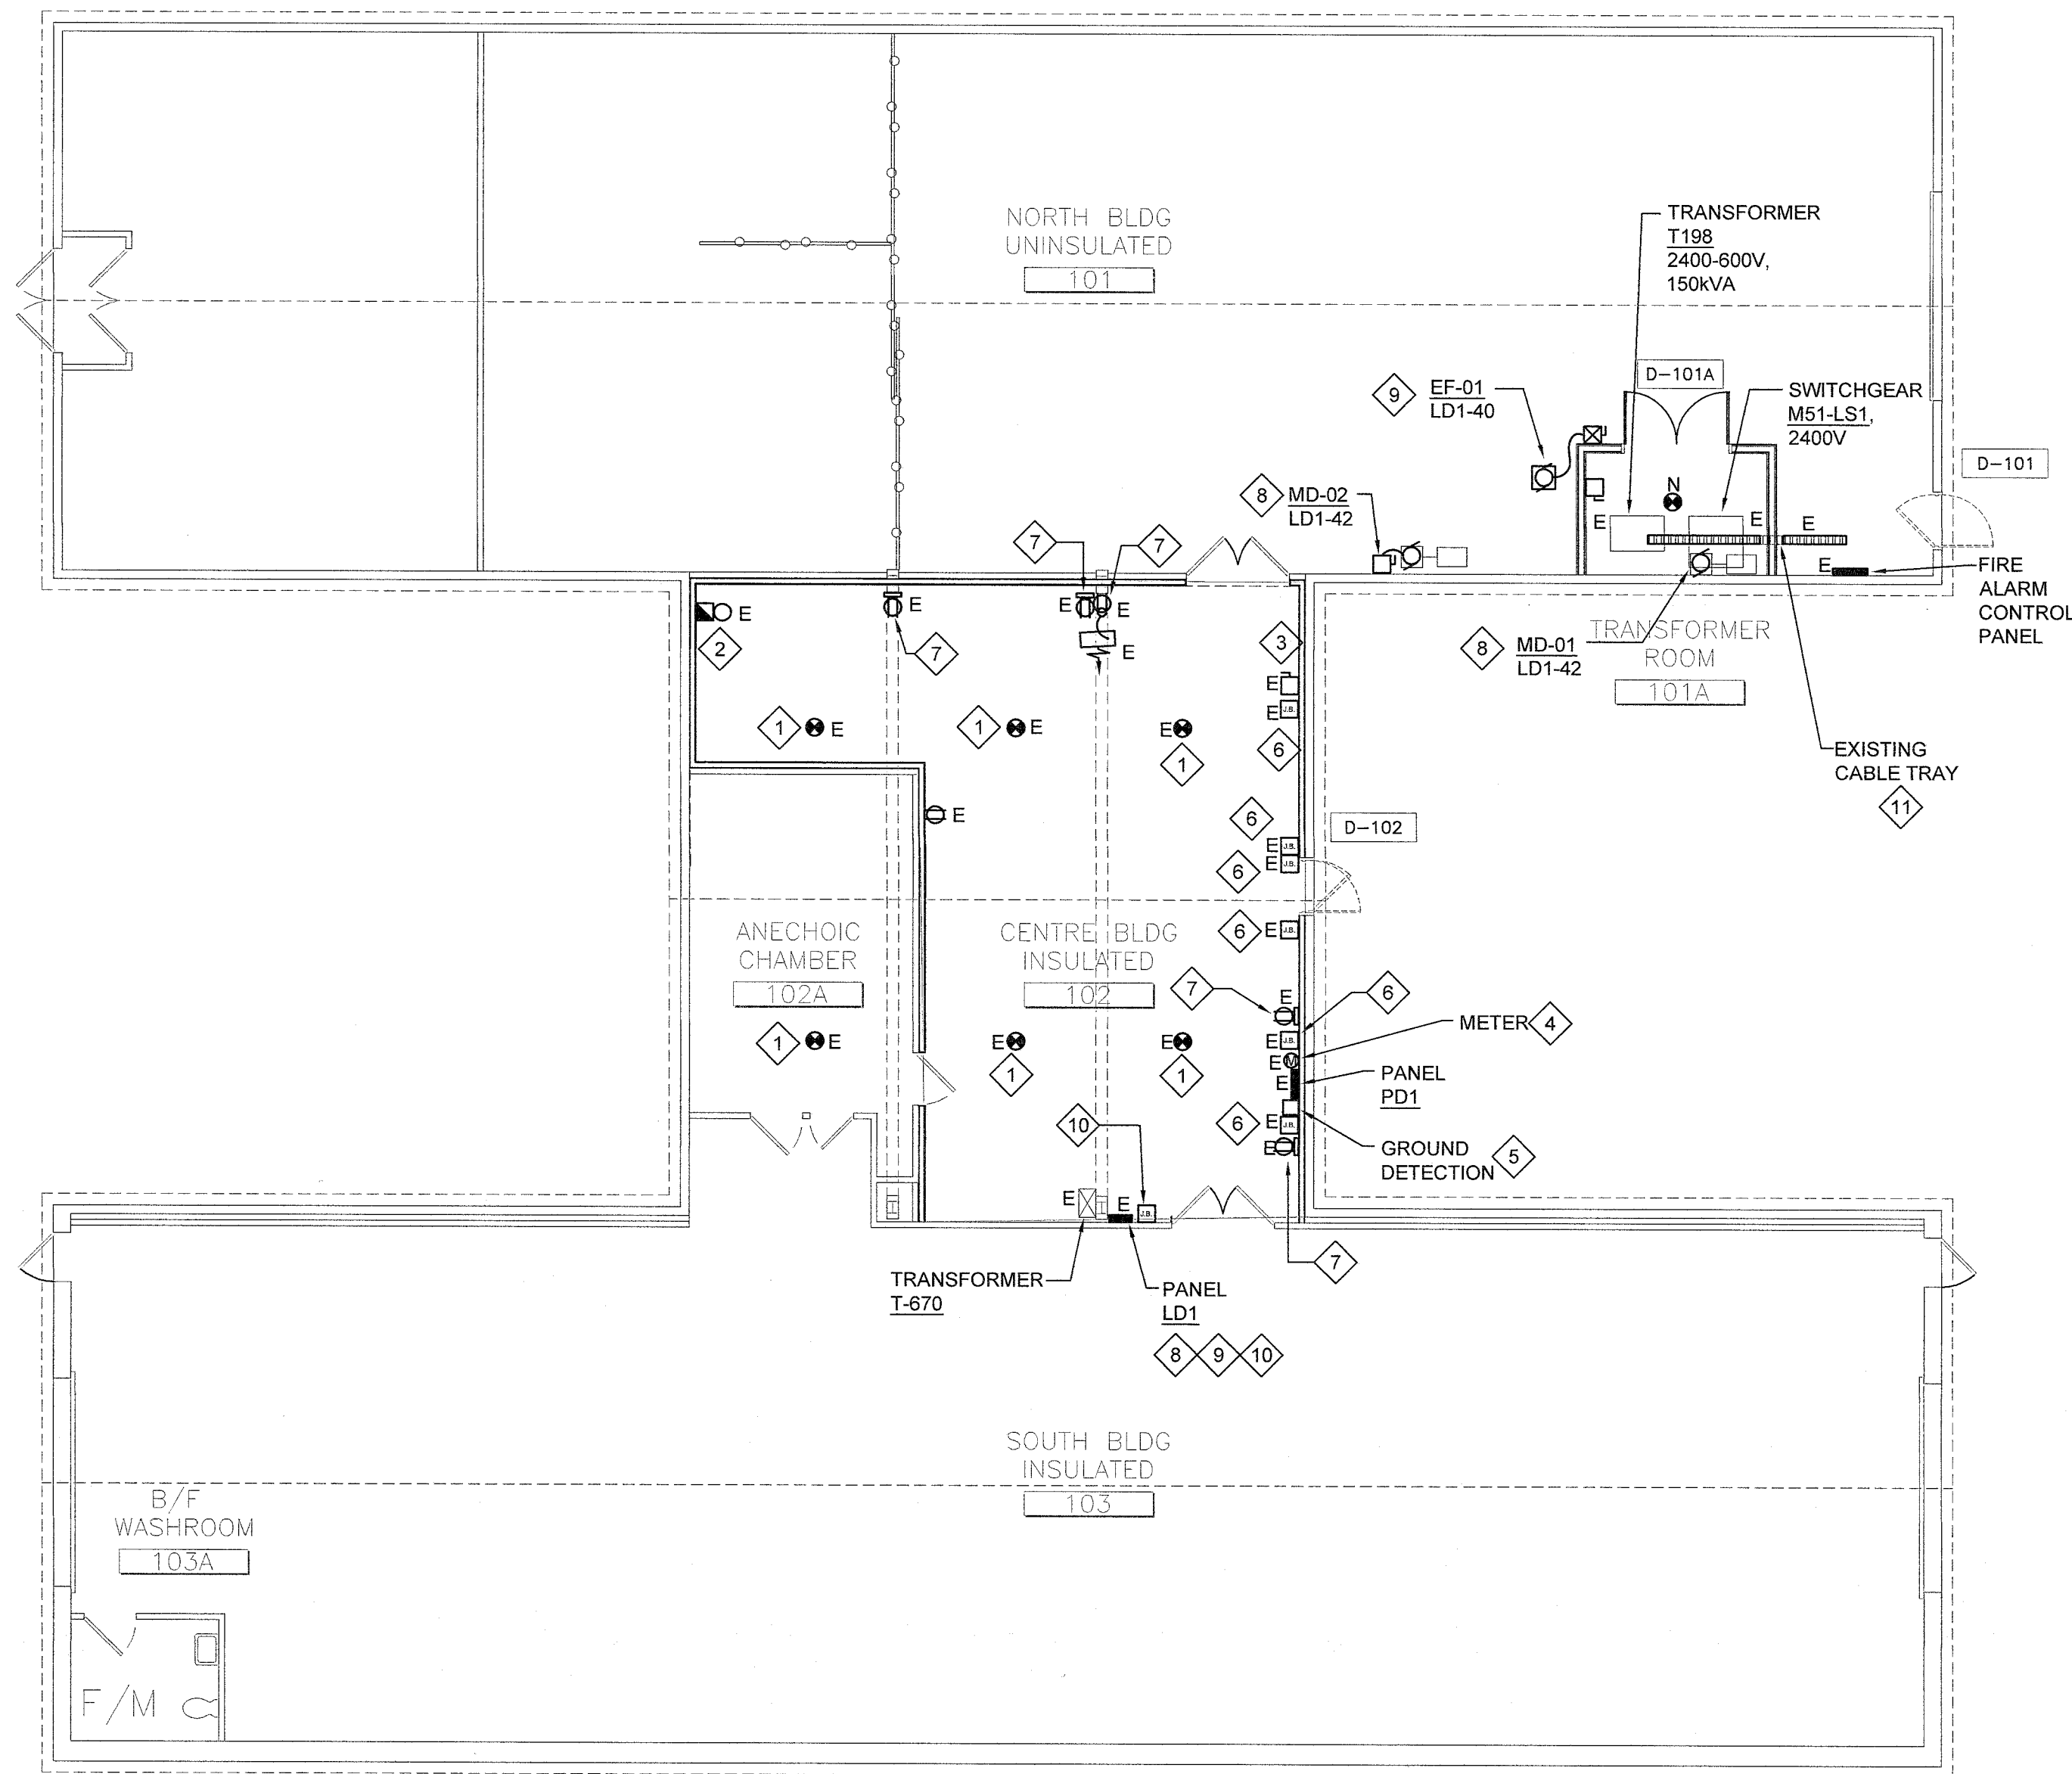 NORTH BLDG
UNINSULATED
101
TRANSFORMER
T198
2400-600V,
150kVA
D-101A
SWITCHGEAR
M51-LS1,
2400V
9
EF-01
LD1-40
D-101
8
MD-02
LD1-42
N
E
E
E
7
7
E
FIRE
ALARM
CONTROL
PANEL
E
E
E
E
2
7
E
3
8
MD-01
LD1-42
TRANSFORMER
ROOM
101A
E
J.B.
E
1
E
1
E
E
1
6
EXISTING
CABLE TRAY
11
E
6
D-102
E
J.B.
E
J.B.
6
ANECHOIC
CHAMBER
102A
CENTRE BLDG
INSULATED
102
6
E
J.B.
7
E
6
METER
4
1
E
E
E
E
J.B.
E
M
1
1
E
PANEL
PD1
10
6
E
J.B.
E
GROUND
DETECTION
5
E
E
J.B.
7
TRANSFORMER
T-670
PANEL
LD1
8
9
10
SOUTH BLDG
INSULATED
103
B/F
WASHROOM
103A
F/M